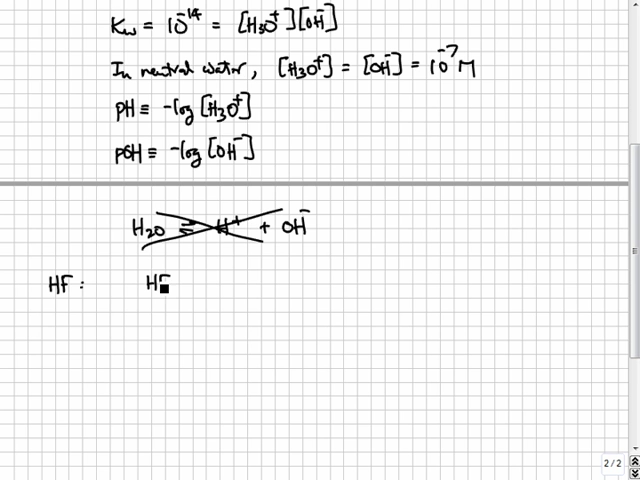 Kw = 10⁻¹⁴ = [H₃O⁺][OH⁻]
In neutral water, [H₃O⁺] = [OH⁻] = 10⁻⁷ M
pH ≡ -log [H₃O⁺]
pOH ≡ -log [OH⁻]
H₂O ⇌ H⁺ + OH⁻
HF : HF
2 / 2